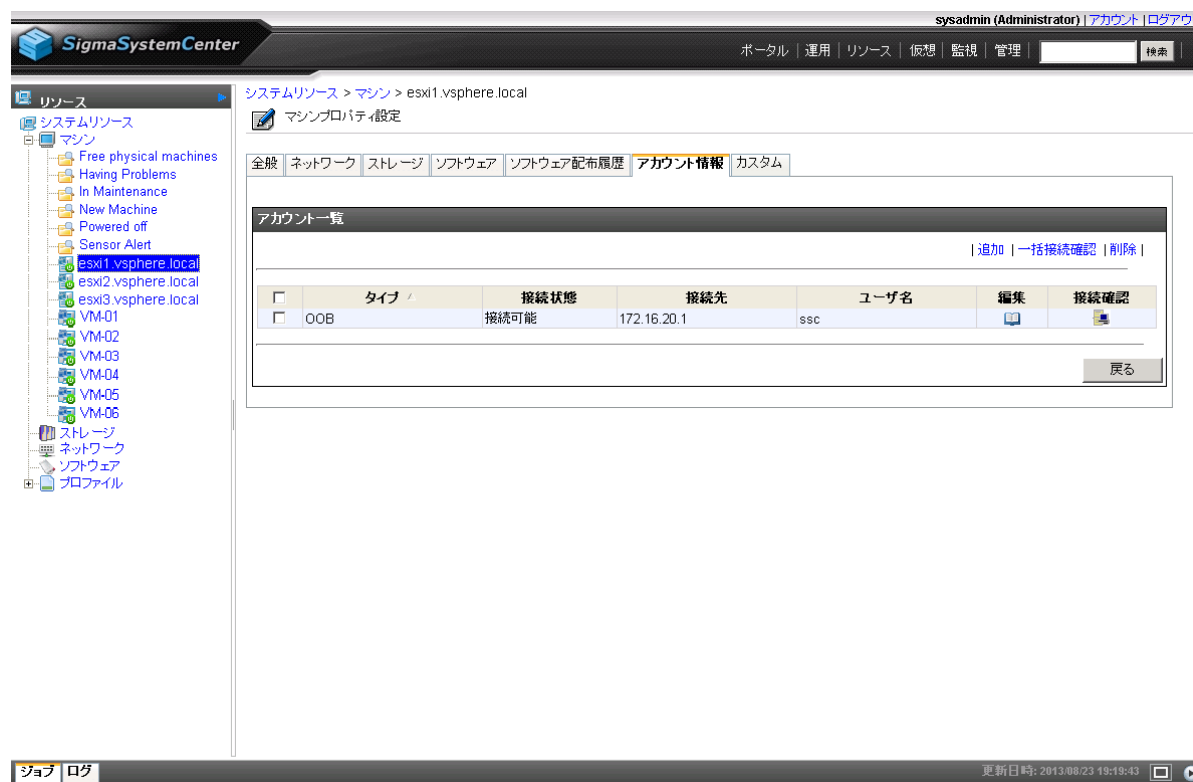 sysadmin (Administrator) | アカウント | ログアウ
SigmaSystemCenter
ポータル | 運用 | リソース | 仮想 | 監視 | 管理 | 検索
リソース
システムリソース
マシン
Free physical machines
Having Problems
In Maintenance
New Machine
Powered off
Sensor Alert
esxi1.vsphere.local
esxi2.vsphere.local
esxi3.vsphere.local
VM-01
VM-02
VM-03
VM-04
VM-05
VM-06
ストレージ
ネットワーク
ソフトウェア
プロファイル
システムリソース > マシン > esxi1.vsphere.local
マシンプロパティ設定
全般 ネットワーク ストレージ ソフトウェア ソフトウェア配布履歴 アカウント情報 カスタム
アカウント一覧
| 追加 | 一括接続確認 | 削除 |
タイプ 接続状態 接続先 ユーザ名 編集 接続確認
OOB 接続可能 172.16.20.1 ssc
戻る
ジョブ ログ
更新日時: 2013/08/23 19:19:43